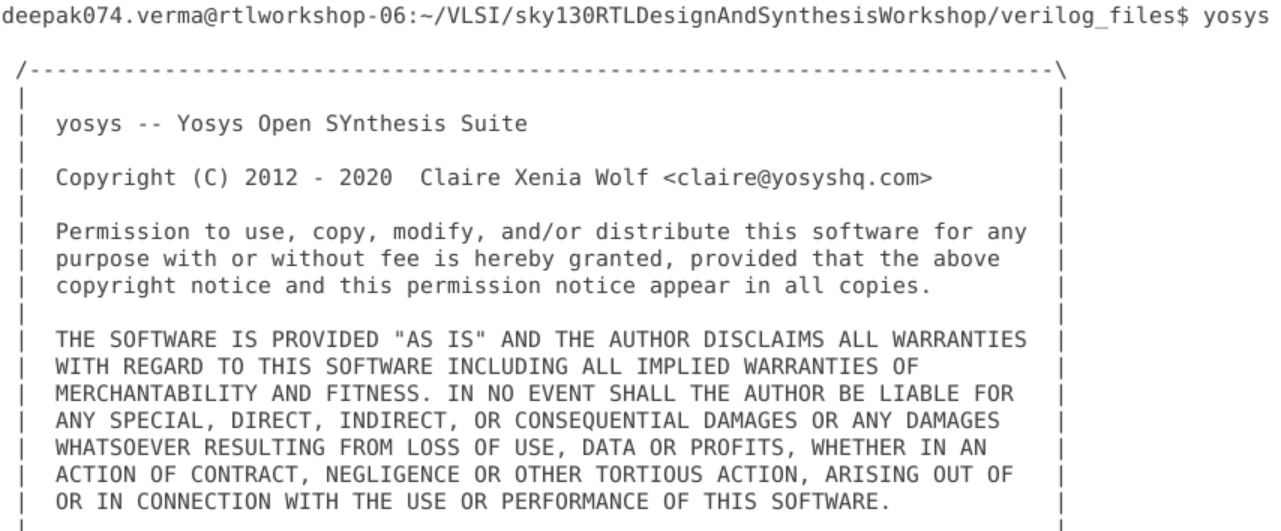 deepak074.verma@rtlworkshop-06:~/VLSI/sky130RTLDesignAndSynthesisWorkshop/verilog_files$ yosys
/----------------------------------------------------------------------------\
|                                                                            |
|  yosys -- Yosys Open SYnthesis Suite                                       |
|                                                                            |
|  Copyright (C) 2012 - 2020  Claire Xenia Wolf <claire@yosyshq.com>         |
|                                                                            |
|  Permission to use, copy, modify, and/or distribute this software for any  |
|  purpose with or without fee is hereby granted, provided that the above    |
|  copyright notice and this permission notice appear in all copies.         |
|                                                                            |
|  THE SOFTWARE IS PROVIDED "AS IS" AND THE AUTHOR DISCLAIMS ALL WARRANTIES  |
|  WITH REGARD TO THIS SOFTWARE INCLUDING ALL IMPLIED WARRANTIES OF          |
|  MERCHANTABILITY AND FITNESS. IN NO EVENT SHALL THE AUTHOR BE LIABLE FOR   |
|  ANY SPECIAL, DIRECT, INDIRECT, OR CONSEQUENTIAL DAMAGES OR ANY DAMAGES    |
|  WHATSOEVER RESULTING FROM LOSS OF USE, DATA OR PROFITS, WHETHER IN AN     |
|  ACTION OF CONTRACT, NEGLIGENCE OR OTHER TORTIOUS ACTION, ARISING OUT OF   |
|  OR IN CONNECTION WITH THE USE OR PERFORMANCE OF THIS SOFTWARE.            |
|                                                                            |